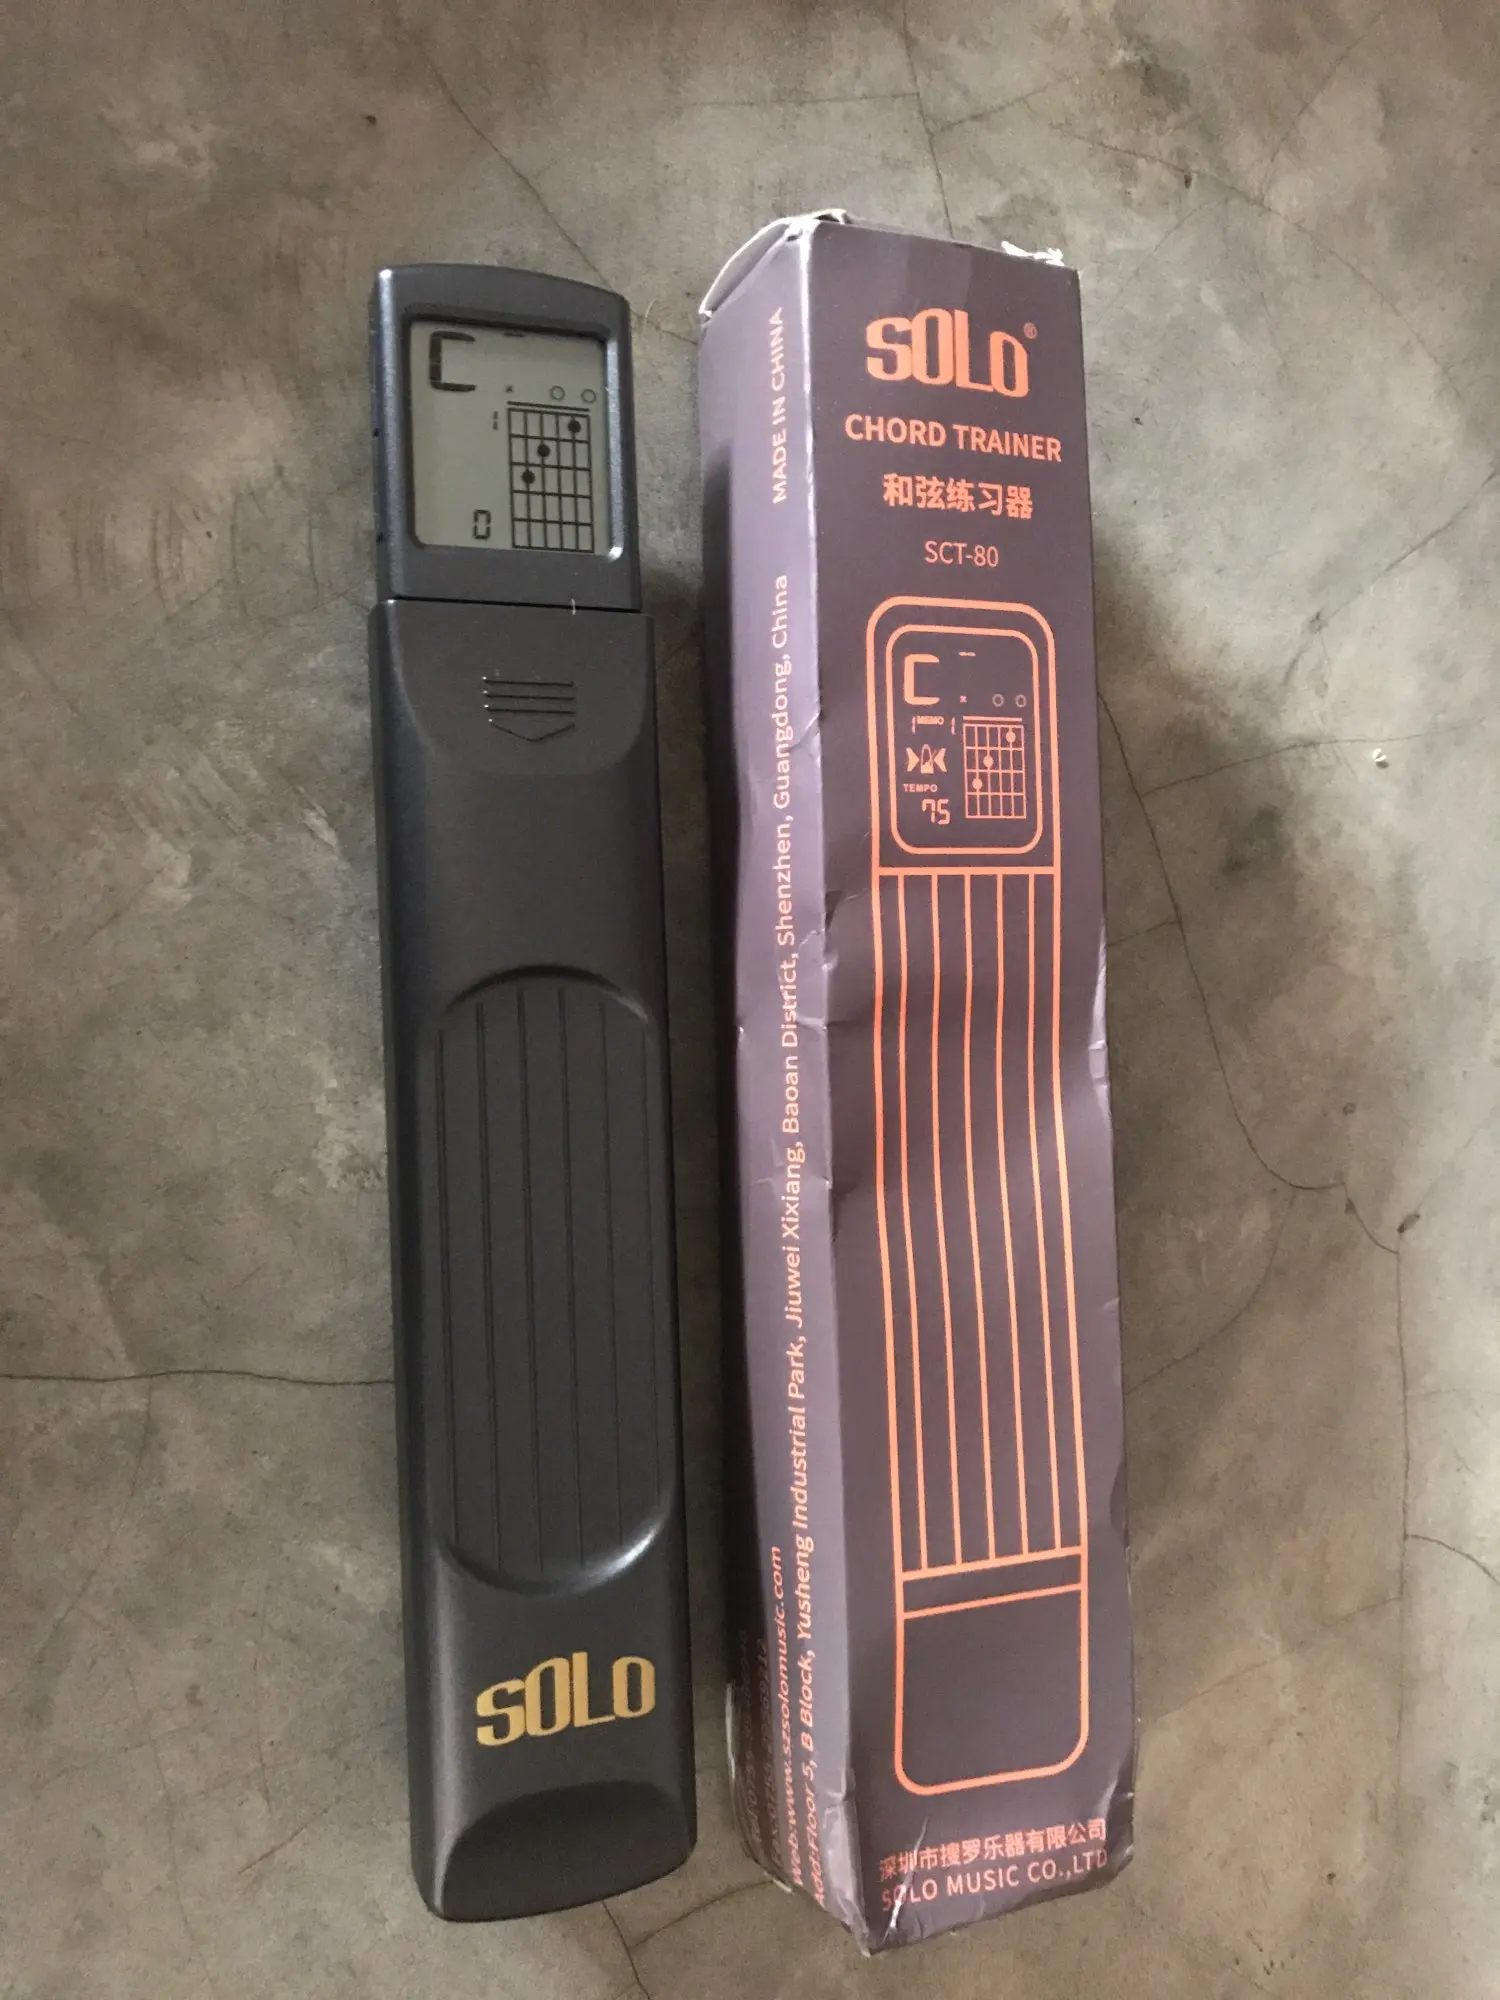 C
x
0
SOLO
SOLO®
CHORD TRAINER
和弦练习器
SCT-80
C
x
1 MEMO 1
TEMPO
75
深圳市搜罗乐器有限公司
SOLO MUSIC CO.,LTD
MADE IN CHINA
Web:www.szsolomusic.com
Add:Floor 5, B Block, Yusheng Industrial Park, Jiuwei Xixiang, Baoan District, Shenzhen, Guangdong, China